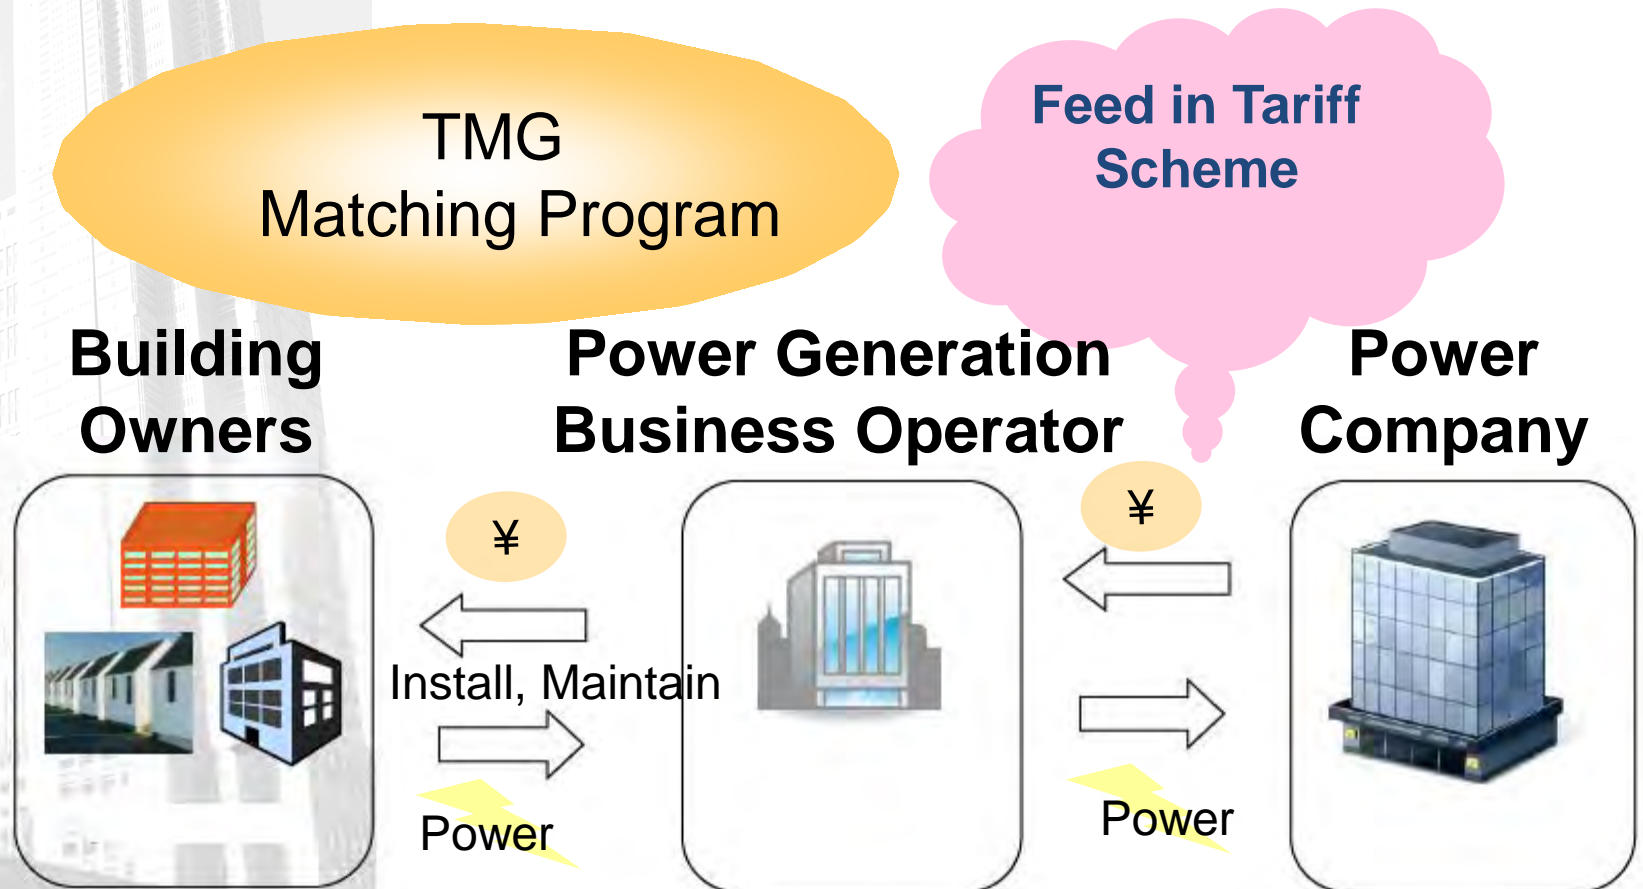 TMG
Matching Program
Feed in Tariff
Scheme
Building
Owners
Power Generation
Business Operator
Power
Company
¥
¥
Install, Maintain
Power
Power